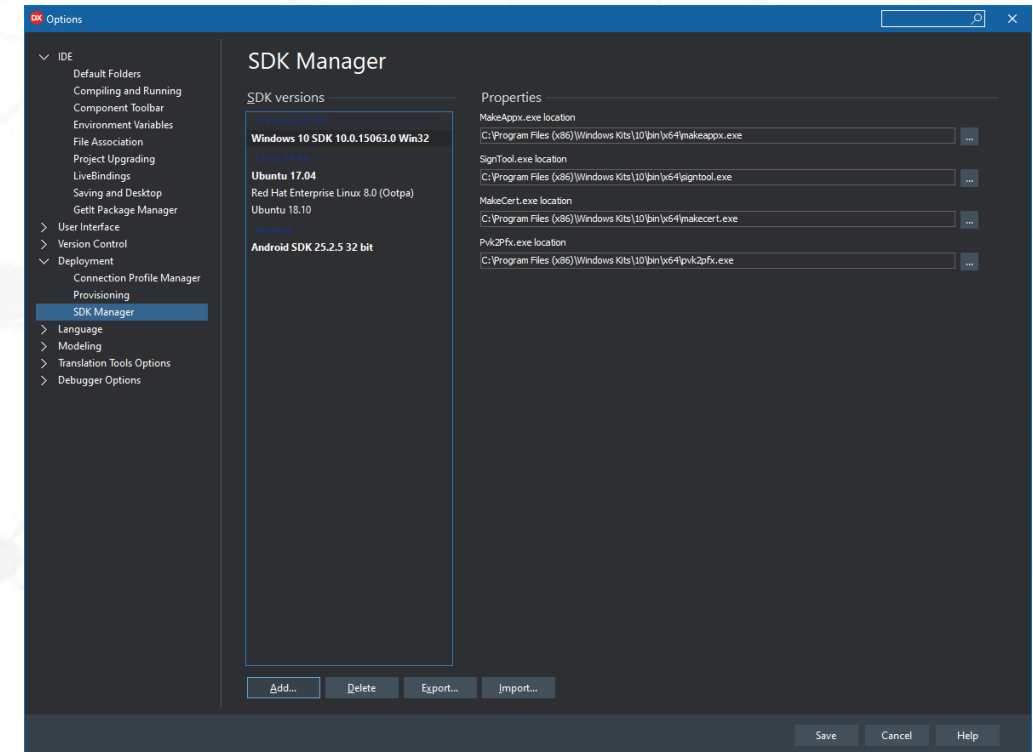 DX Options
IDE
Default Folders
Compiling and Running
Component Toolbar
Environment Variables
File Association
Project Upgrading
LiveBindings
Saving and Desktop
GetIt Package Manager
User Interface
Version Control
Deployment
Connection Profile Manager
Provisioning
SDK Manager
Language
Modeling
Translation Tools Options
Debugger Options
SDK Manager
SDK versions
Windows 10 SDK 10.0.15063.0 Win32
Ubuntu 17.04
Red Hat Enterprise Linux 8.0 (Ootpa)
Ubuntu 18.10
Android
Android SDK 25.2.5 32 bit
Properties
MakeAppx.exe location
C:\Program Files (x86)\Windows Kits\10\bin\x64\makeappx.exe
...
SignTool.exe location
C:\Program Files (x86)\Windows Kits\10\bin\x64\signtool.exe
...
MakeCert.exe location
C:\Program Files (x86)\Windows Kits\10\bin\x64\makecert.exe
...
Pvk2Pfx.exe location
C:\Program Files (x86)\Windows Kits\10\bin\x64\pvk2pfx.exe
...
Add... Delete Export... Import...
Save Cancel Help